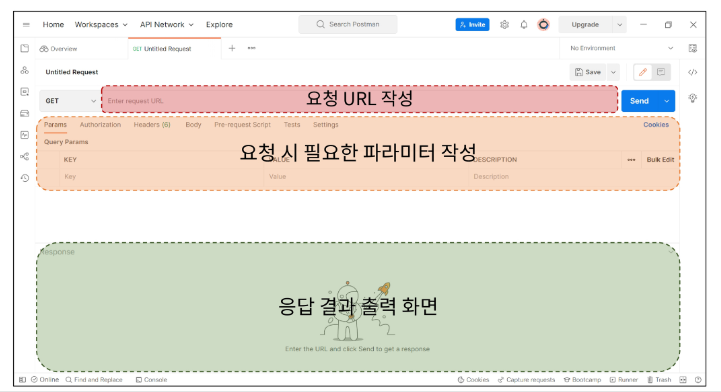 Home Workspaces API Network Explore Search Postman Invite Upgrade
Overview GET Untitled Request + ••• No Environment
Untitled Request Save
GET Enter request URL 요청 URL 작성 Send
Params Authorization Headers (6) Body Pre-request Script Tests Settings Cookies
Query Params
요청 시 필요한 파라미터 작성
KEY VALUE DESCRIPTION ••• Bulk Edit
Key Value Description
Response
응답 결과 출력 화면
Enter the URL and click Send to get a response
Online Find and Replace Console Cookies Capture requests Bootcamp Runner Trash